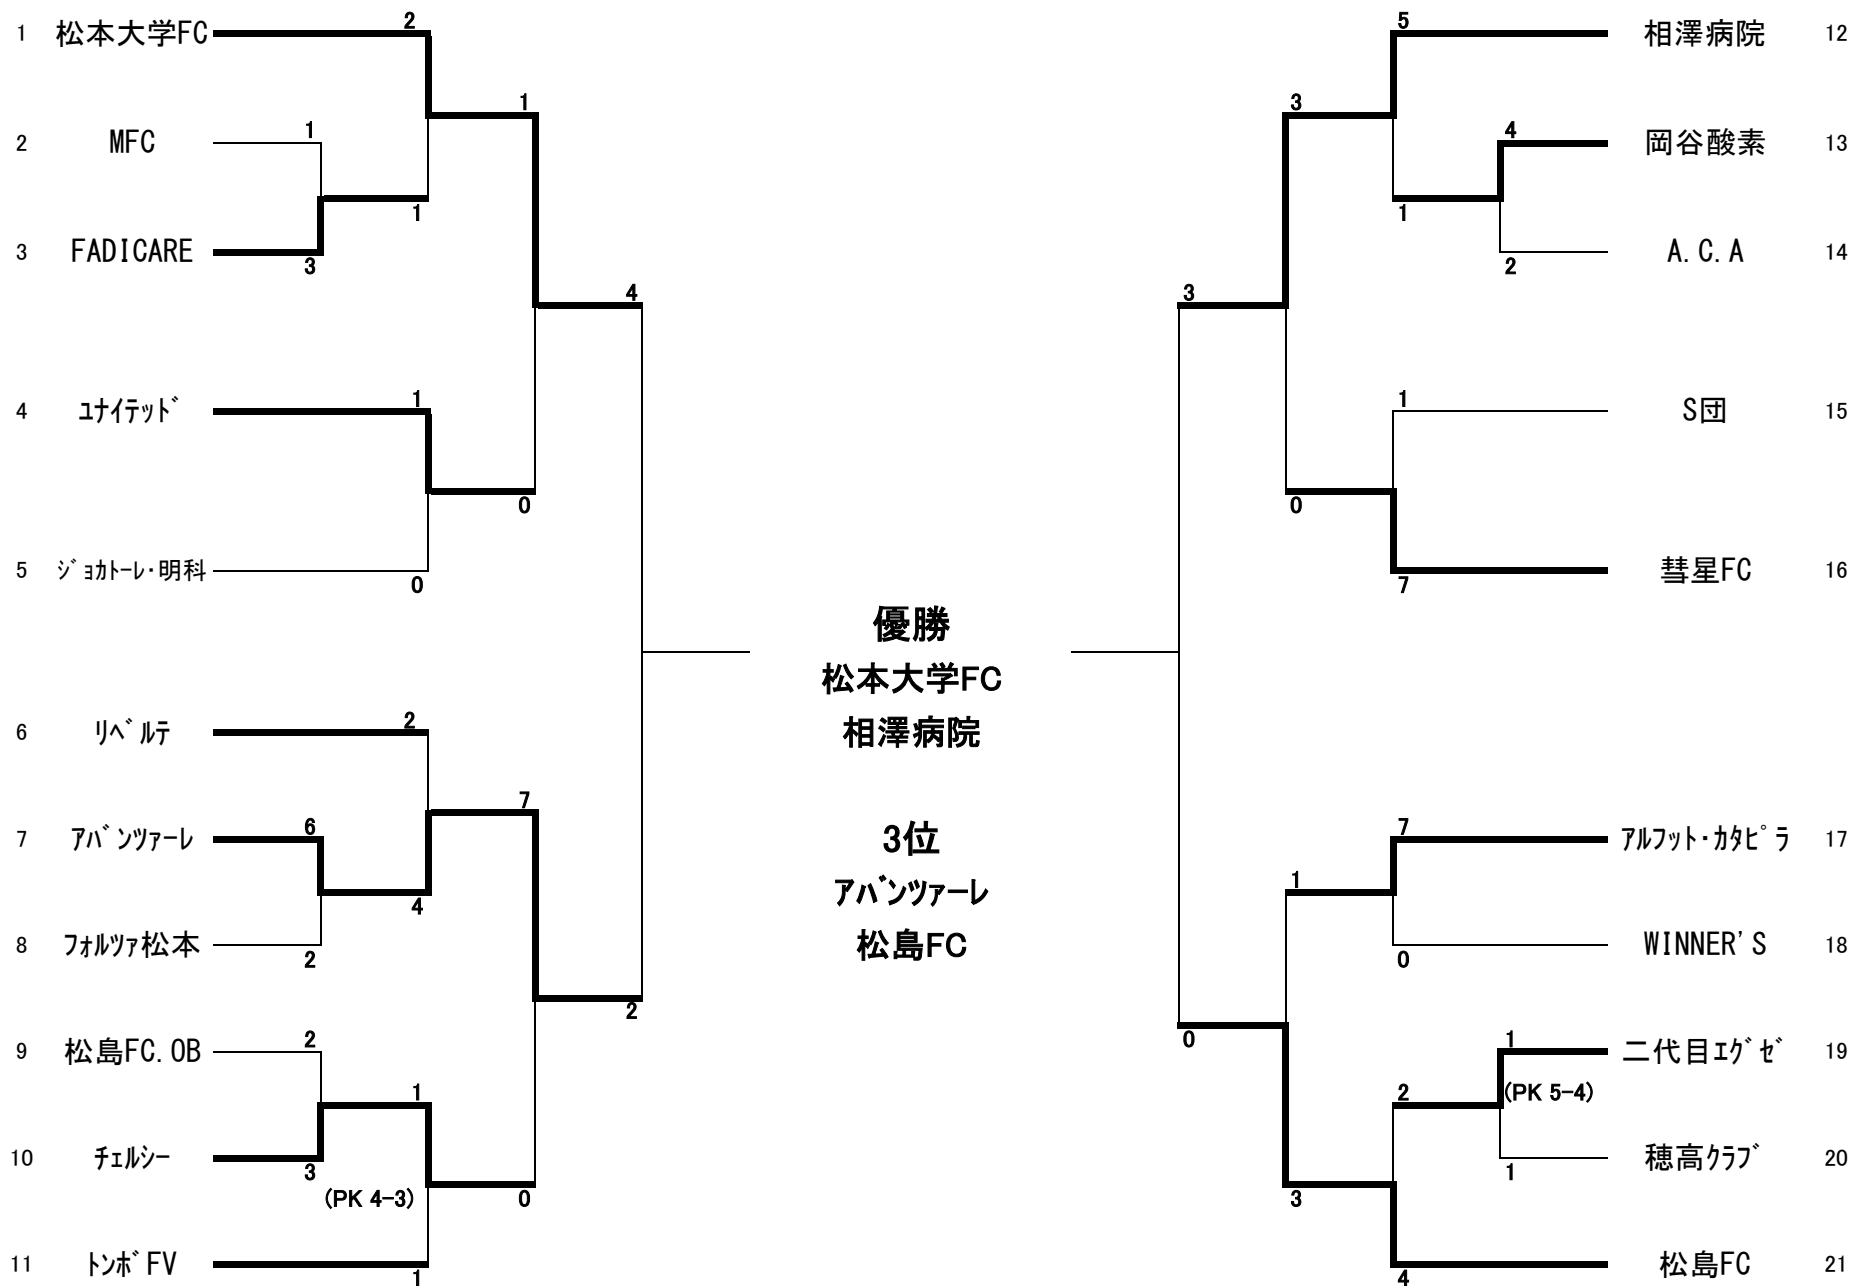 1 松本大学FC 2
2 MFC 1
1
3 FADICARE 3
1
4 ﾕﾅｲﾃｯﾄﾞ 1
0
5 ｼﾞｮｶﾄｰﾚ・明科 0
4
6 ﾘﾍﾞﾙﾃ 2
7 ｱﾊﾞﾝﾂｧｰﾚ 6
7
4
8 ﾌｫﾙﾂｧ松本 2
2
9 松島FC.OB 2
1
10 ﾁｪﾙｼｰ 3
(PK 4-3)
0
11 ﾄﾝﾎﾞFV 1
優勝
松本大学FC
相澤病院
3位
ｱﾊﾞﾝﾂｧｰﾚ
松島FC
5 相澤病院 12
3
4 岡谷酸素 13
1
2 A.C.A 14
3
1 S団 15
0
7 彗星FC 16
7 ｱﾙﾌｯﾄ・ｶﾀﾋﾟﾗ 17
1
0 WINNER'S 18
0
1 二代目ｴｸﾞｾﾞ 19
2
(PK 5-4)
1 穂高ｸﾗﾌﾞ 20
3
4 松島FC 21